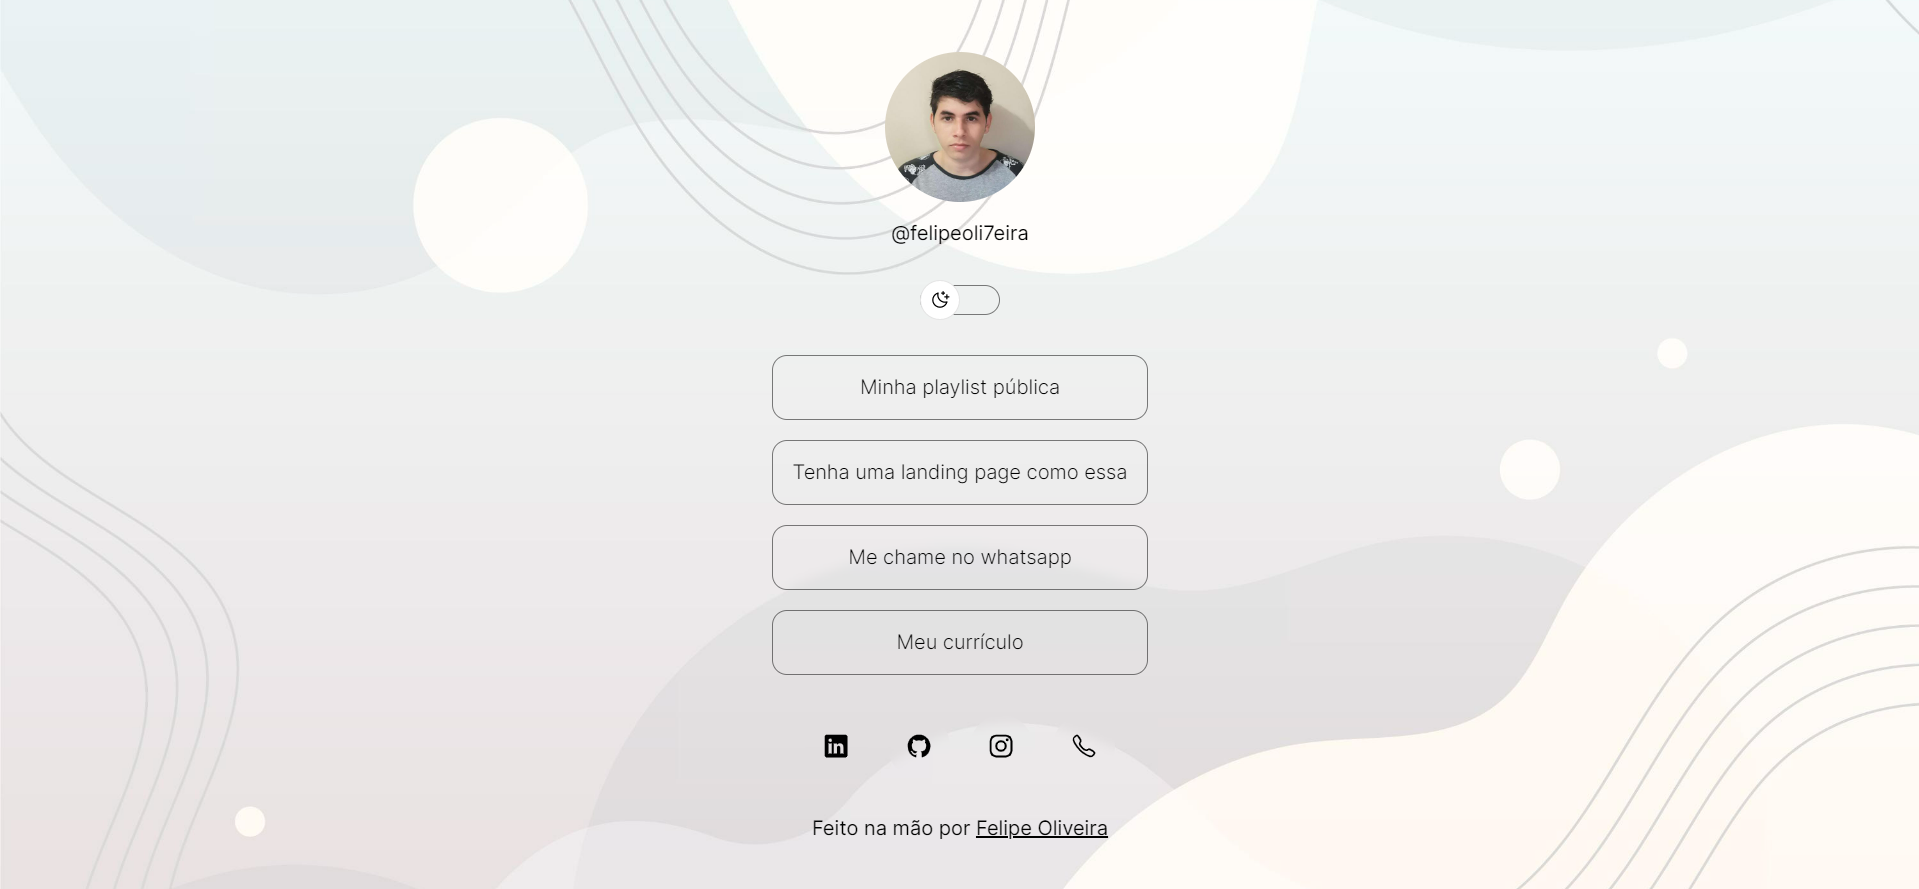 @felipeoli7eira
Minha playlist pública
Tenha uma landing page como essa
Me chame no whatsapp
Meu currículo
in
Feito na mão por Felipe Oliveira